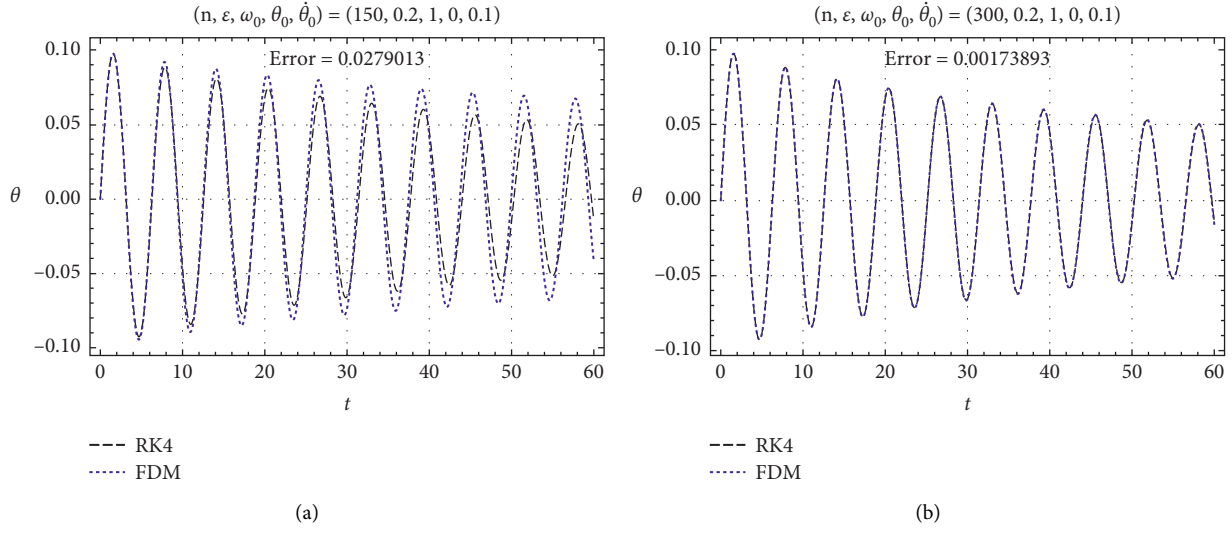 (n, ε, ω₀, θ₀, θ̇₀) = (150, 0.2, 1, 0, 0.1)
Error = 0.0279013
0.10
0.05
0.00
−0.05
−0.10
θ
0 10 20 30 40 50 60
t
RK4
FDM
(a)
(n, ε, ω₀, θ₀, θ̇₀) = (300, 0.2, 1, 0, 0.1)
Error = 0.00173893
0.10
0.05
0.00
−0.05
−0.10
θ
0 10 20 30 40 50 60
t
RK4
FDM
(b)